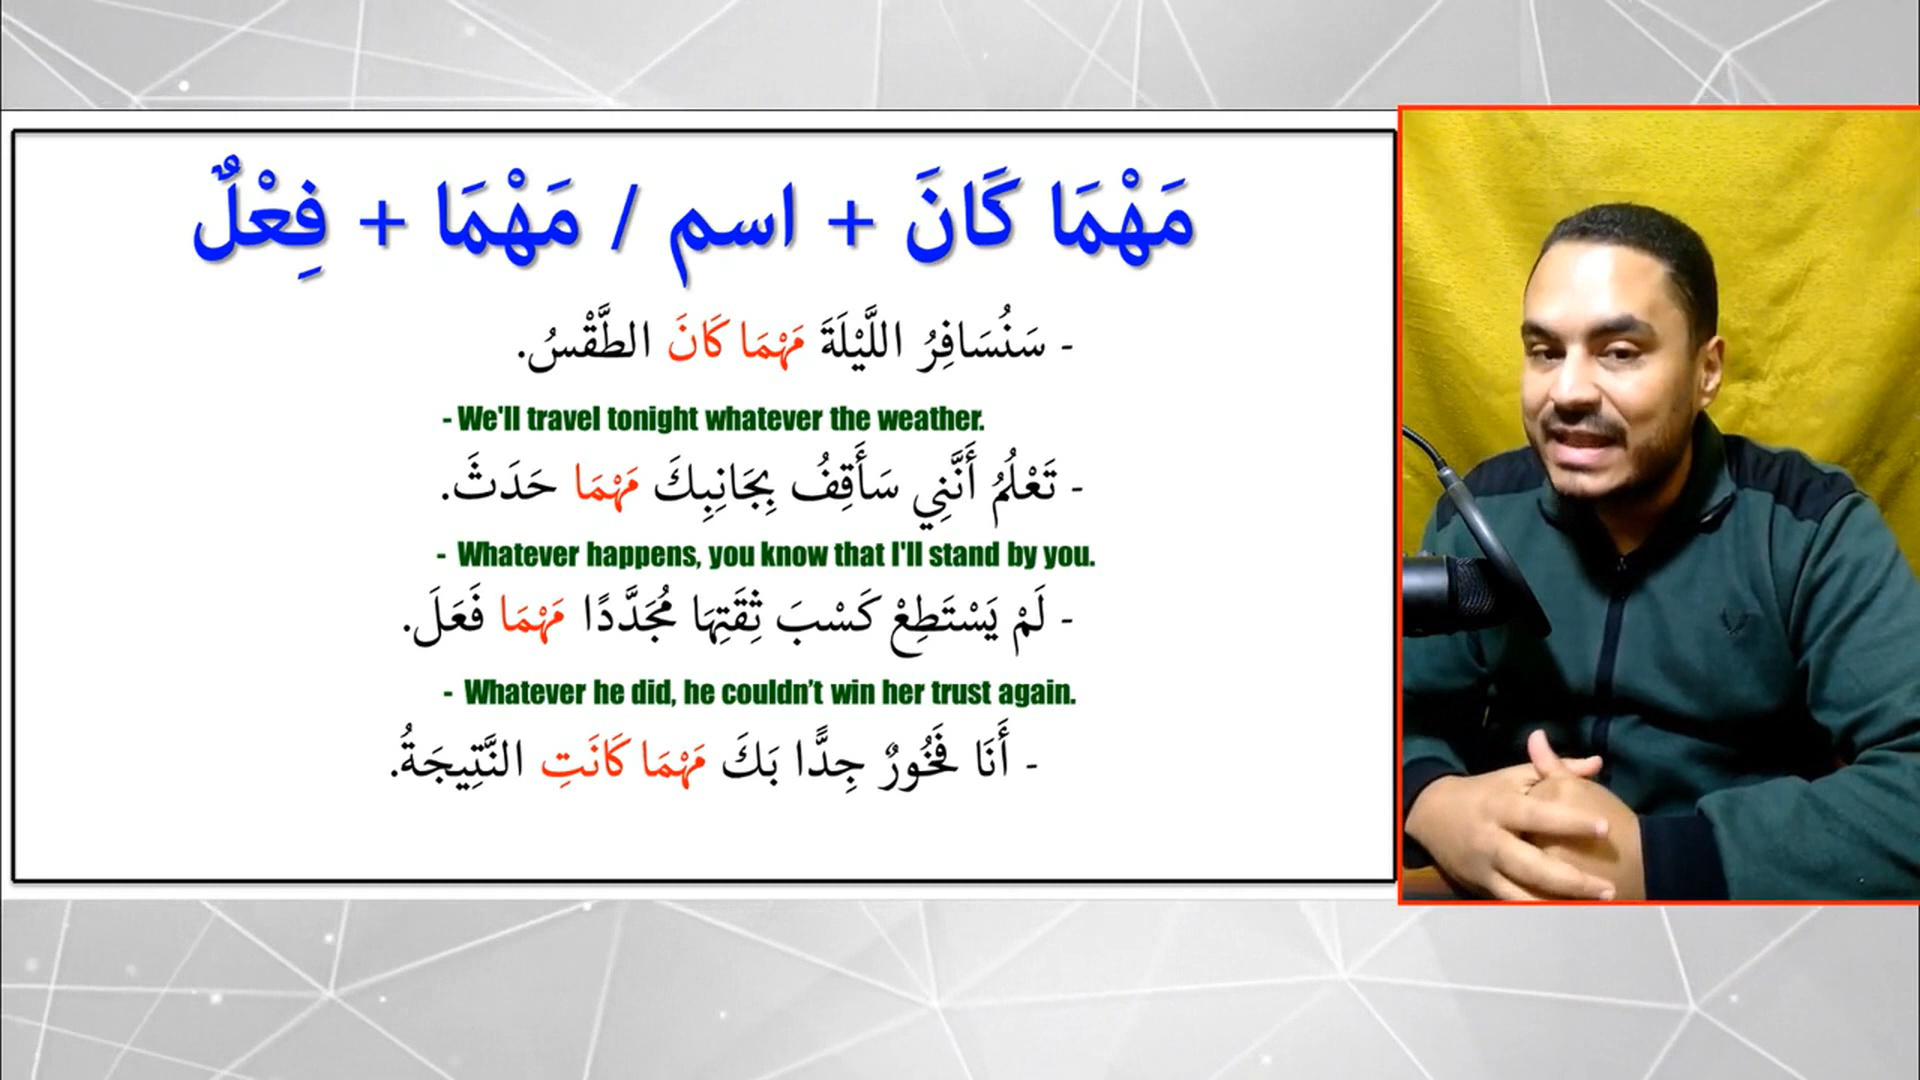 مَهْمَا كَانَ + اسم / مَهْمَا + فِعْلٌ
- سَنُسَافِرُ اللَّيْلَةَ مَهْمَا كَانَ الطَّقْسُ.
- We'll travel tonight whatever the weather.
- تَعْلَمُ أَنَّنِي سَأَقِفُ بِجَانِبِكَ مَهْمَا حَدَثَ.
- Whatever happens, you know that I'll stand by you.
- لَمْ يَسْتَطِعْ كَسْبَ ثِقَتِهَا مُجَدَّدًا مَهْمَا فَعَلَ.
- Whatever he did, he couldn’t win her trust again.
- أَنَا فَخُورٌ جِدًّا بَكَ مَهْمَا كَانَتِ النَّتِيجَةُ.